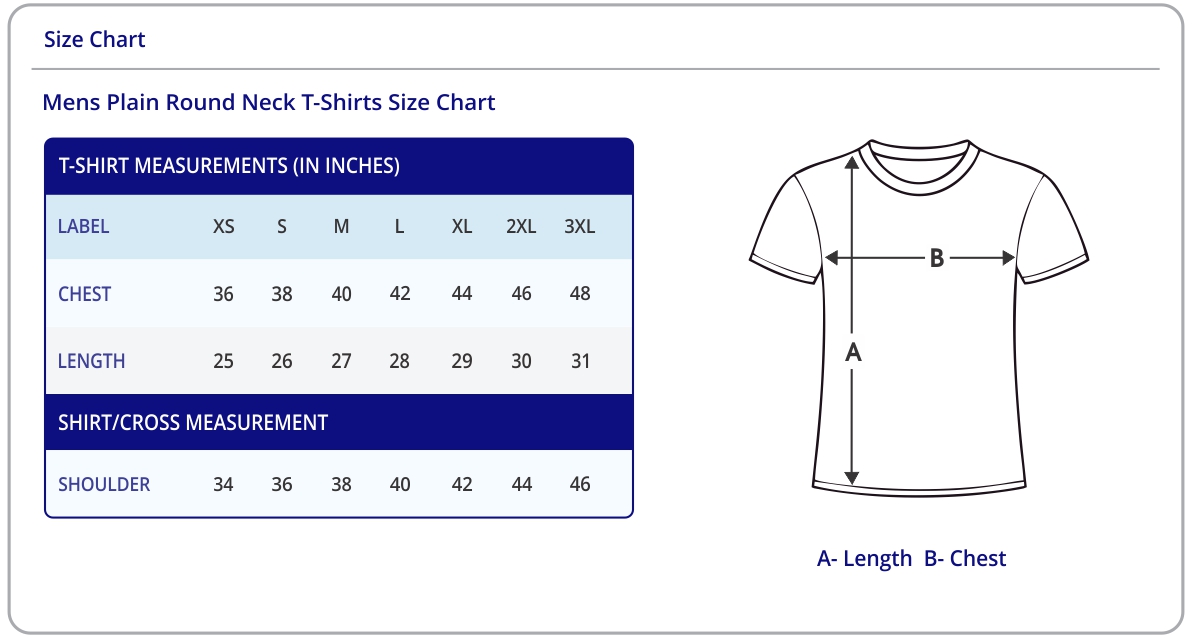 Size Chart
Mens Plain Round Neck T-Shirts Size Chart
T-SHIRT MEASUREMENTS (IN INCHES)
LABEL XS S M L XL 2XL 3XL
CHEST 36 38 40 42 44 46 48
LENGTH 25 26 27 28 29 30 31
SHIRT/CROSS MEASUREMENT
SHOULDER 34 36 38 40 42 44 46
B
A
A- Length B- Chest